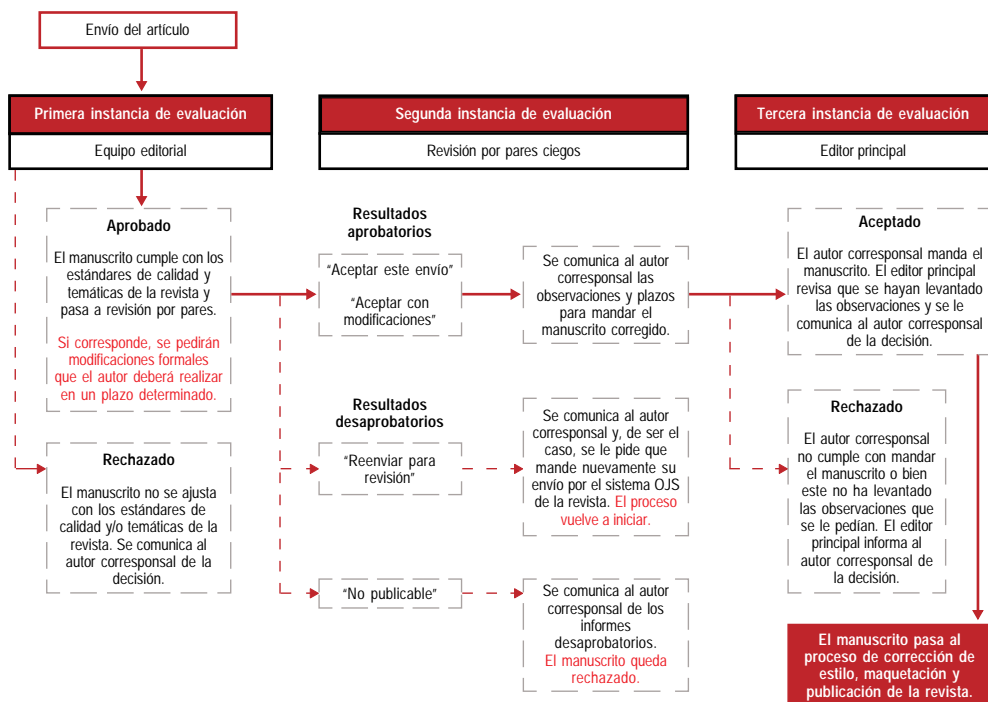 Envío del artículo
Primera instancia de evaluación
Equipo editorial
Aprobado
El manuscrito cumple con los
estándares de calidad y
temáticas de la revista y
pasa a revisión por pares.
Si corresponde, se pedirán
modificaciones formales
que el autor deberá realizar
en un plazo determinado.
Rechazado
El manuscrito no se ajusta
con los estándares de
calidad y/o temáticas de la
revista. Se comunica al
autor corresponsal de la
decisión.
Segunda instancia de evaluación
Revisión por pares ciegos
Resultados
aprobatorios
“Aceptar este envío”
“Aceptar con
modificaciones”
Se comunica al autor
corresponsal las
observaciones y plazos
para mandar el
manuscrito corregido.
Resultados
desaprobatorios
“Reenviar para
revisión”
Se comunica al autor
corresponsal y, de ser el
caso, se le pide que
mande nuevamente su
envío por el sistema OJS
de la revista. El proceso
vuelve a iniciar.
“No publicable”
Se comunica al autor
corresponsal de los
informes
desaprobatorios.
El manuscrito queda
rechazado.
Tercera instancia de evaluación
Editor principal
Aceptado
El autor corresponsal manda el
manuscrito. El editor principal
revisa que se hayan levantado
las observaciones y se le
comunica al autor corresponsal
de la decisión.
Rechazado
El autor corresponsal
no cumple con mandar
el manuscrito o bien
este no ha levantado
las observaciones que
se le pedían. El editor
principal informa al
autor corresponsal de
la decisión.
El manuscrito pasa al
proceso de corrección de
estilo, maquetación y
publicación de la revista.